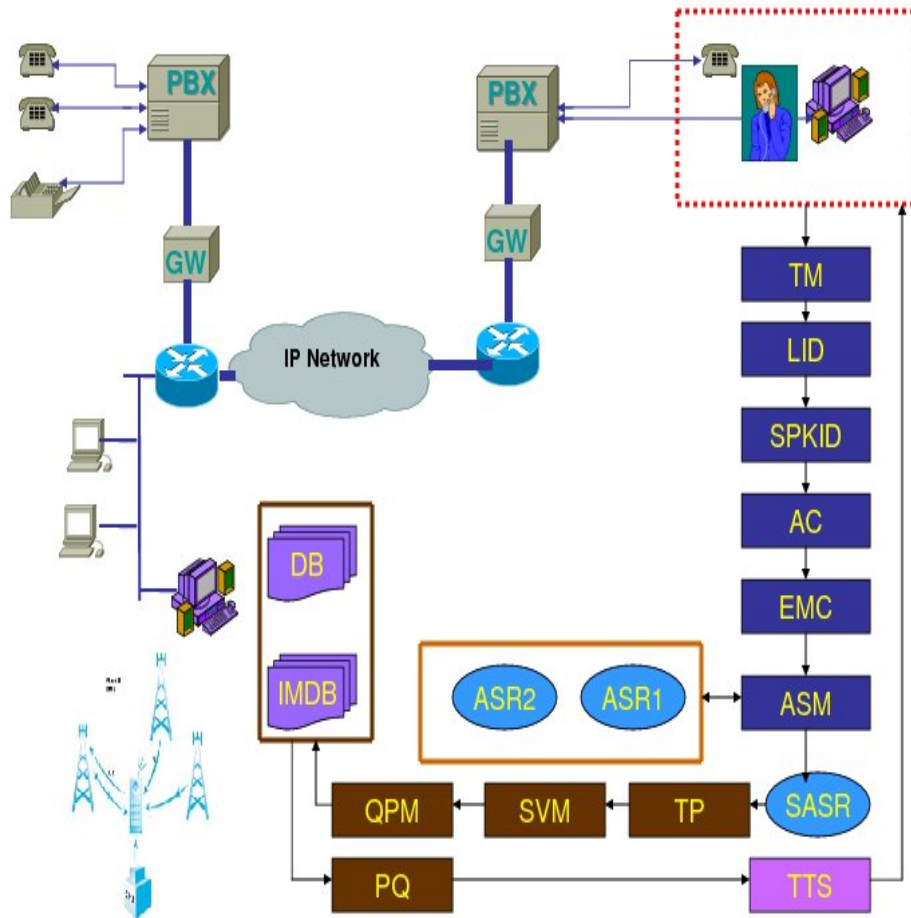 PBX
PBX
GW
GW
IP Network
TM
LID
SPKID
AC
EMC
ASM
DB
IMDB
ASR2
ASR1
SASR
TP
SVM
QPM
PQ
TTS